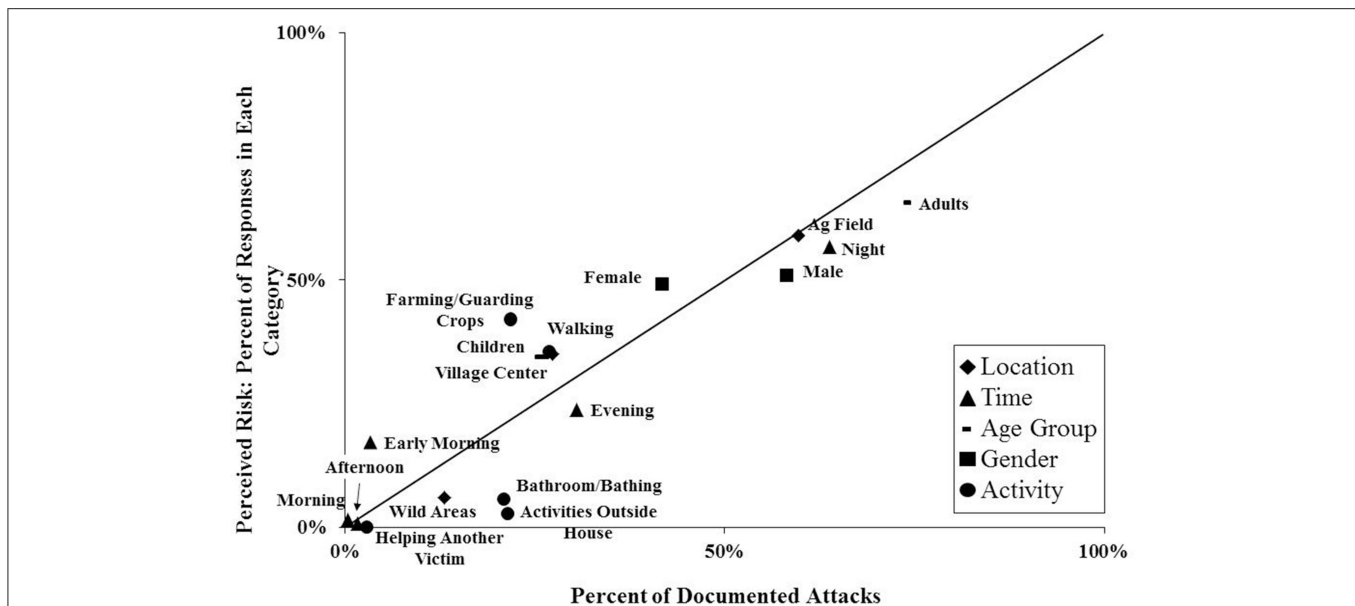 100%
50%
0%
Perceived Risk: Percent of Responses in Each
Category
Adults
Ag Field
Night
Male
Female
Farming/Guarding
Crops
Walking
Children
Village Center
Evening
Early Morning
Afternoon
Morning
Wild Areas
Bathroom/Bathing
Activities Outside
House
Helping Another
Victim
Location
Time
Age Group
Gender
Activity
0%
50%
100%
Percent of Documented Attacks